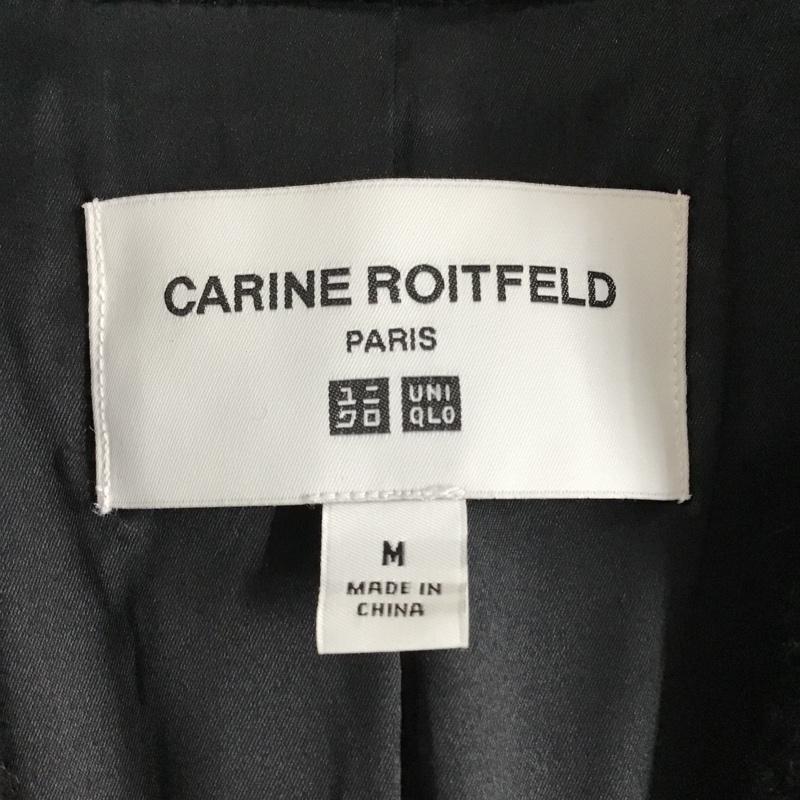 CARINE ROITFELD
PARIS
ユニ UNI
クロ QLO
M
MADE IN
CHINA